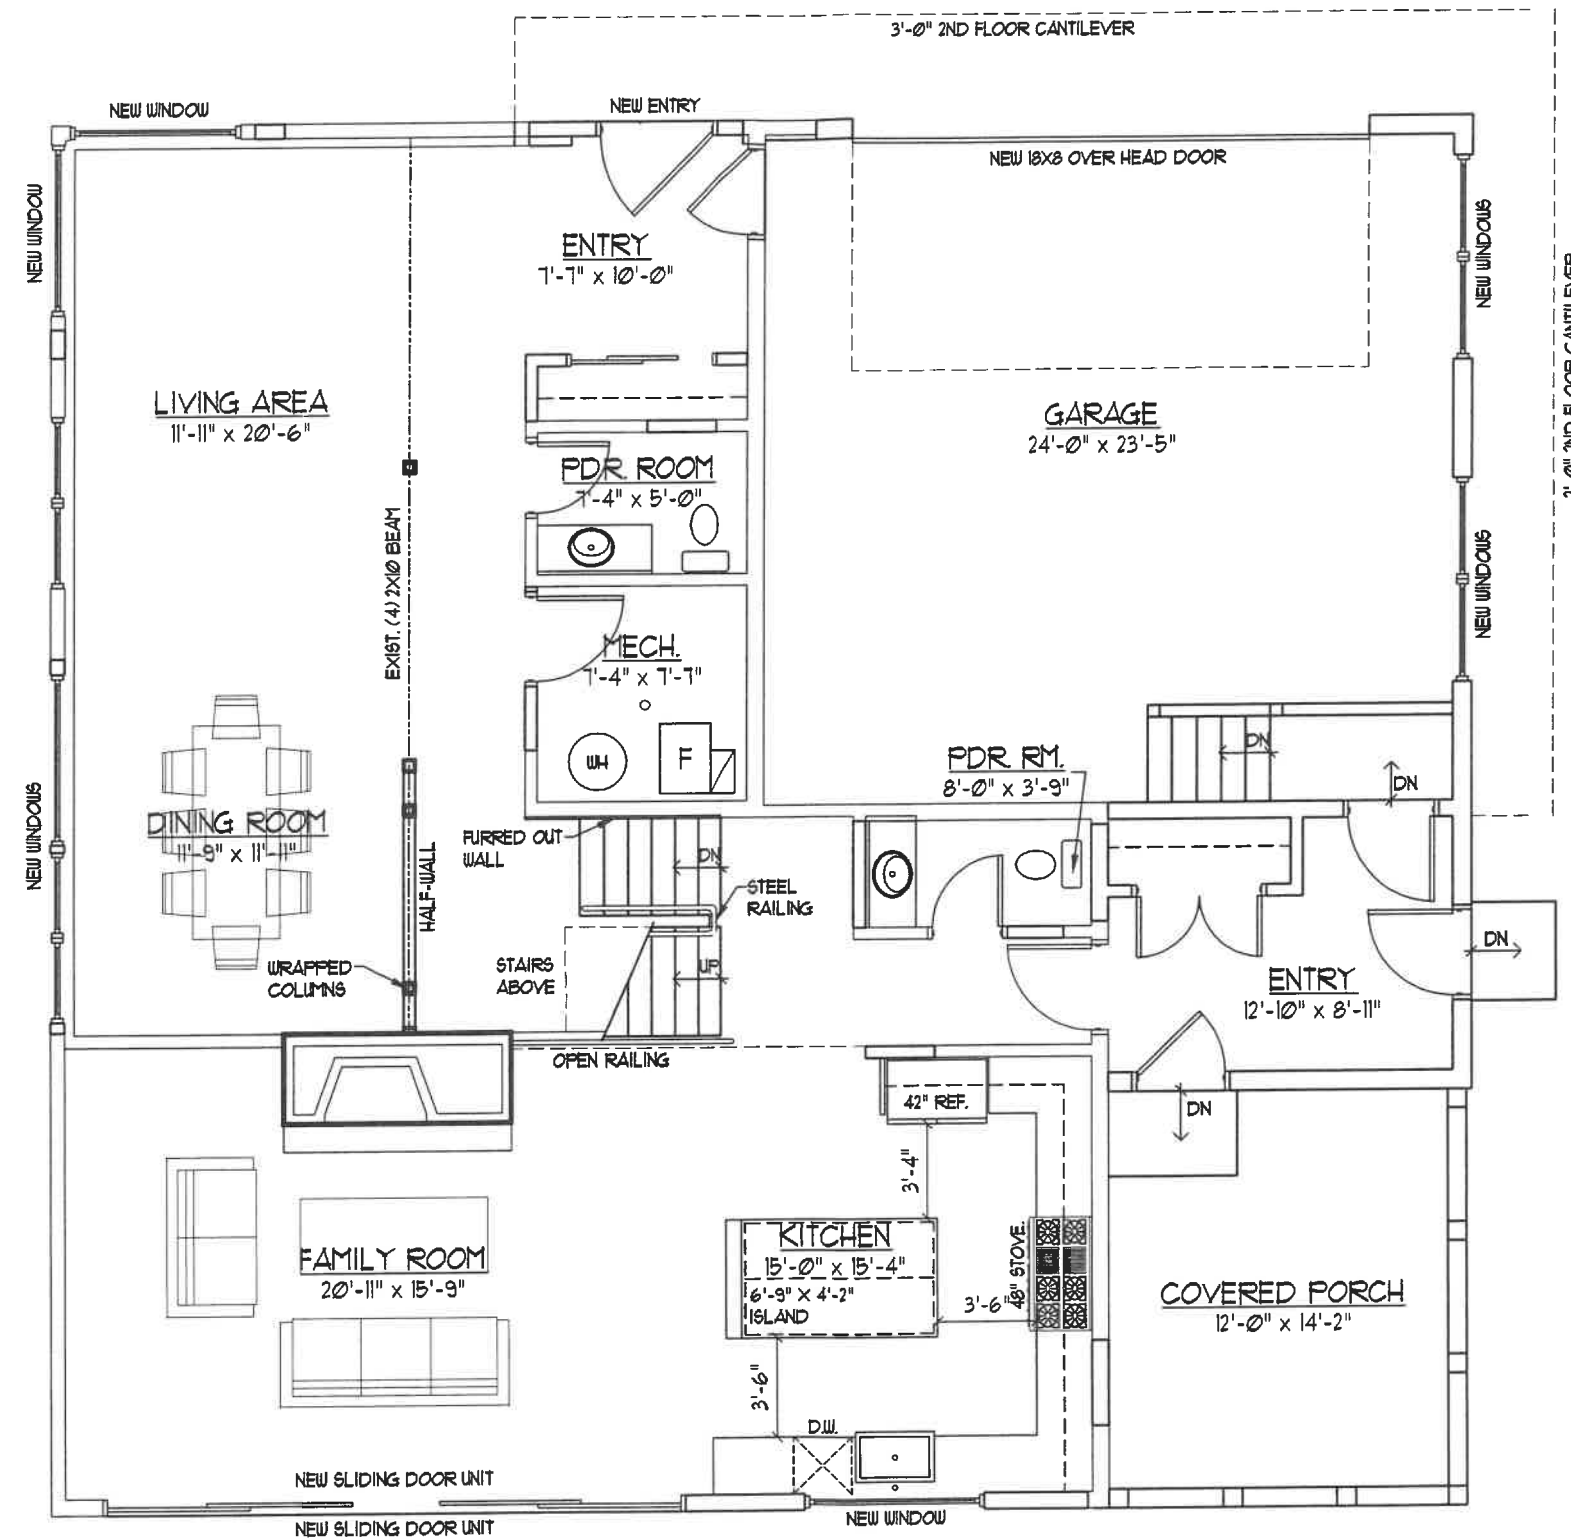 3'-0" 2ND FLOOR CANTILEVER
NEW WINDOW
NEW ENTRY
NEW 18X8 OVER HEAD DOOR
NEW WINDOW
NEW WINDOWS
2ND FLOOR CANTILEVER
ENTRY
7'-7" x 10'-0"
LIVING AREA
11'-11" x 20'-6"
GARAGE
24'-0" x 23'-5"
PDR. ROOM
7'-4" x 5'-0"
EXIST. (4) 2X10 BEAM
NEW WINDOWS
MECH.
7'-4" x 7'-7"
WH
F
DN
PDR. RM.
8'-0" x 3'-9"
DN
DINING ROOM
11'-9" x 11'-11"
NEW WINDOWS
HALF-WALL
FURRED OUT
WALL
DN
STEEL
RAILING
WRAPPED
COLUMNS
STAIRS
ABOVE
UP
DN
ENTRY
12'-10" x 8'-11"
OPEN RAILING
42" REF.
DN
3'-4"
FAMILY ROOM
20'-11" x 15'-9"
KITCHEN
15'-0" x 15'-4"
6'-9" x 4'-2"
ISLAND
3'-6"
48" STOVE.
COVERED PORCH
12'-0" x 14'-2"
3'-6"
D.W.
NEW SLIDING DOOR UNIT
NEW SLIDING DOOR UNIT
NEW WINDOW